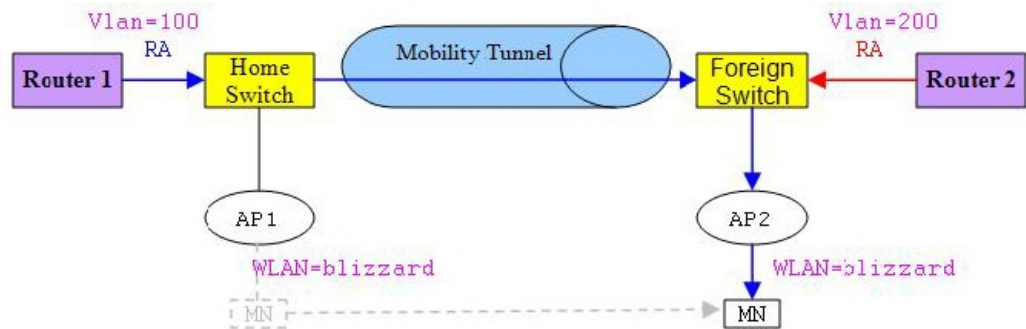 Vlan=100
RA
Router 1
Home
Switch
Mobility Tunnel
Foreign
Switch
Vlan=200
RA
Router 2
AP1
AP2
WLAN=blizzard
WLAN=blizzard
MN
MN